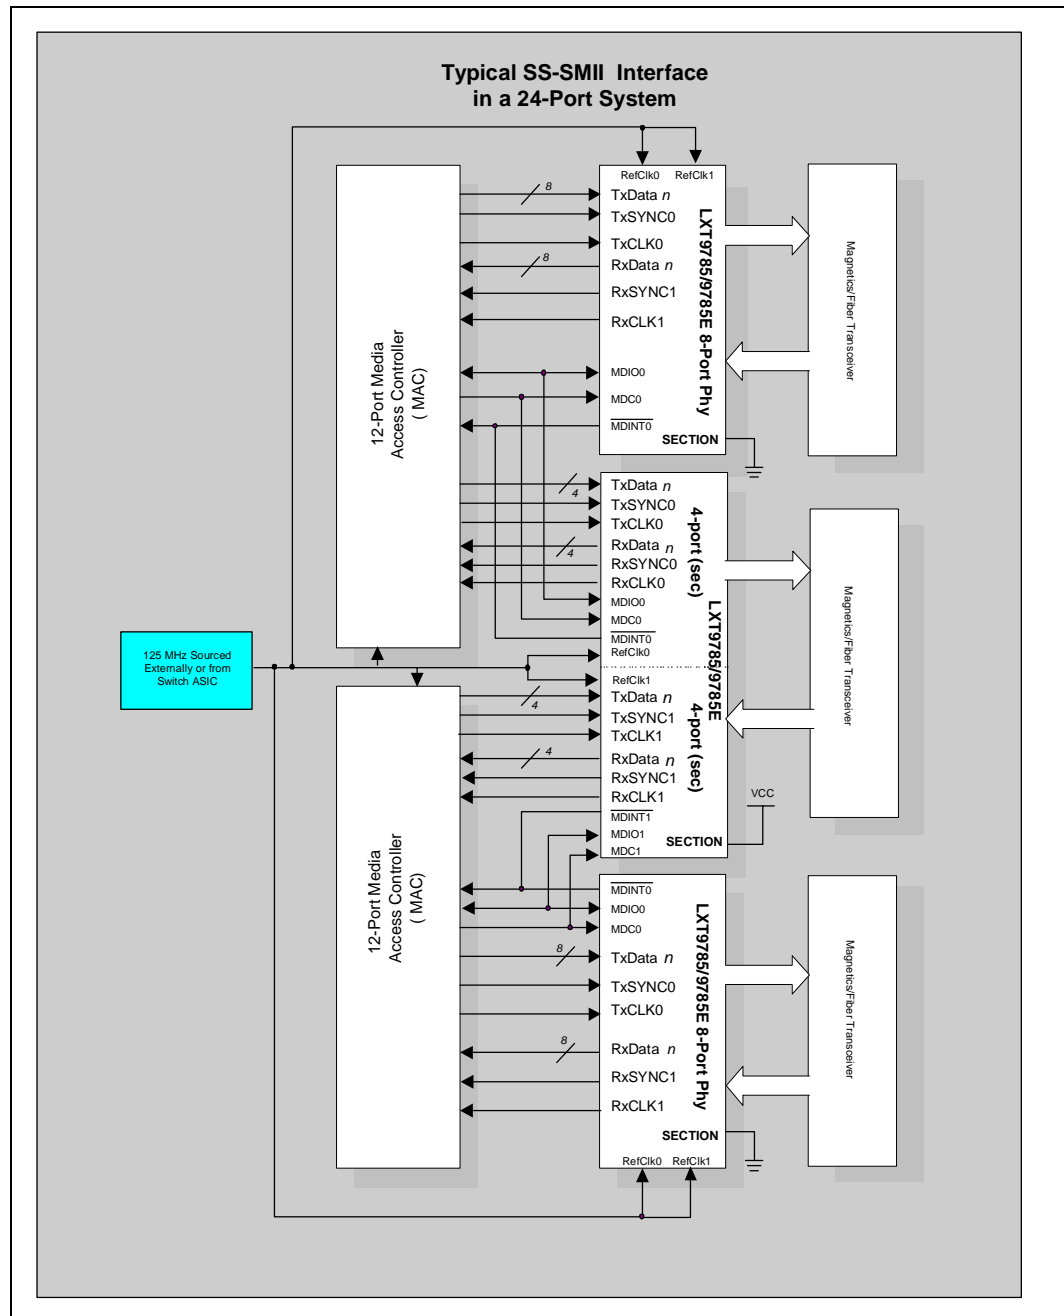 Typical SS-SMII Interface
in a 24-Port System
RefClk0 RefClk1
TxData n
TxSYNC0
TxCLK0
RxData n
RxSYNC1
RxCLK1
MDIO0
MDC0
MDINT0
SECTION
8
8
LXT9785/9785E 8-Port Phy
Magnetics/Fiber Transceiver
12-Port Media
Access Controller
( MAC)
TxData n
TxSYNC0
TxCLK0
RxData n
RxSYNC0
RxCLK0
MDIO0
MDC0
MDINT0
RefClk0
4
4
4-port (sec)
LXT9785/9785E
Magnetics/Fiber Transceiver
125 MHz Sourced
Externally or from
Switch ASIC
RefClk1
TxData n
TxSYNC1
TxCLK1
RxData n
RxSYNC1
RxCLK1
MDINT1
MDIO1
MDC1
SECTION
4
4
4-port (sec)
VCC
12-Port Media
Access Controller
( MAC)
MDINT0
MDIO0
MDC0
TxData n
TxSYNC0
TxCLK0
RxData n
RxSYNC1
RxCLK1
SECTION
RefClk0 RefClk1
8
8
LXT9785/9785E 8-Port Phy
Magnetics/Fiber Transceiver